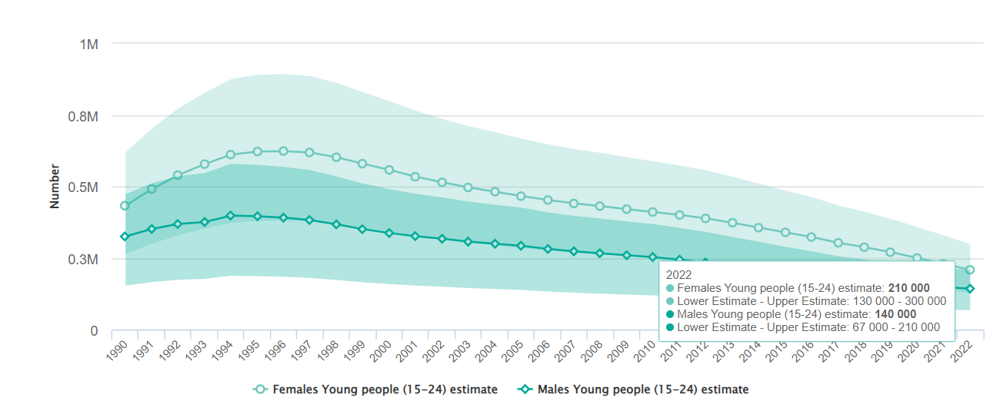 1M
0.8M
0.5M
0.3M
0
Number
2022
Females Young people (15-24) estimate: 210 000
Lower Estimate - Upper Estimate: 130 000 - 300 000
Males Young people (15-24) estimate: 140 000
Lower Estimate - Upper Estimate: 67 000 - 210 000
1990 1991 1992 1993 1994 1995 1996 1997 1998 1999 2000 2001 2002 2003 2004 2005 2006 2007 2008 2009 2010 2011 2012 2013 2014 2015 2016 2017 2018 2019 2020 2021 2022
Females Young people (15-24) estimate Males Young people (15-24) estimate